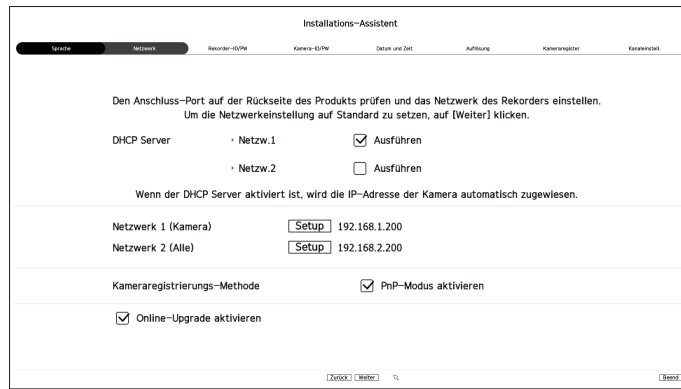 Installations-Assistent
Sprache Netzwerk Rekorder-ID/PW Kamera-ID/PW Datum und Zeit Auflösung Kameraregister Kanaleinstell.
Den Anschluss-Port auf der Rückseite des Produkts prüfen und das Netzwerk des Rekorders einstellen.
Um die Netzwerkeinstellung auf Standard zu setzen, auf [Weiter] klicken.
DHCP Server Netzw.1 Ausführen
Netzw.2 Ausführen
Wenn der DHCP Server aktiviert ist, wird die IP-Adresse der Kamera automatisch zugewiesen.
Netzwerk 1 (Kamera) Setup 192.168.1.200
Netzwerk 2 (Alle) Setup 192.168.2.200
Kameraregistrierungs-Methode PnP-Modus aktivieren
Online-Upgrade aktivieren
Zurück Weiter Beend